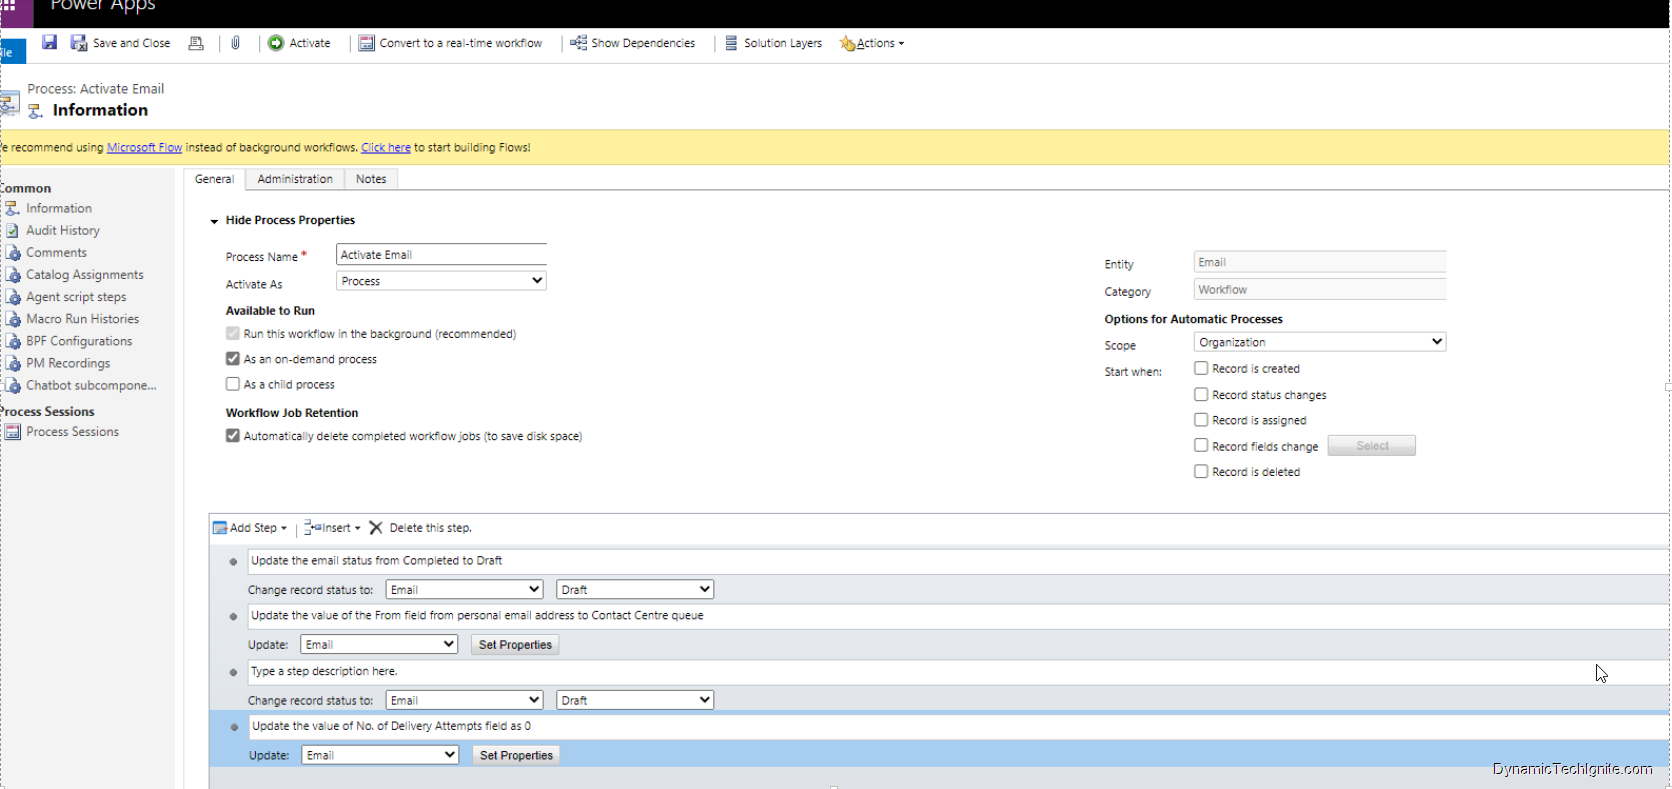 Power Apps
ile
Save and Close
Activate
Convert to a real-time workflow
Show Dependencies
Solution Layers
Actions
Process: Activate Email
Information
e recommend using Microsoft Flow instead of background workflows. Click here to start building Flows!
Common
Information
Audit History
Comments
Catalog Assignments
Agent script steps
Macro Run Histories
BPF Configurations
PM Recordings
Chatbot subcompone...
Process Sessions
Process Sessions
General
Administration
Notes
Hide Process Properties
Process Name *
Activate Email
Activate As
Process
Available to Run
Run this workflow in the background (recommended)
As an on-demand process
As a child process
Workflow Job Retention
Automatically delete completed workflow jobs (to save disk space)
Entity
Email
Category
Workflow
Options for Automatic Processes
Scope
Organization
Start when:
Record is created
Record status changes
Record is assigned
Record fields change
Select
Record is deleted
Add Step
Insert
Delete this step.
Update the email status from Completed to Draft
Change record status to:
Email
Draft
Update the value of the From field from personal email address to Contact Centre queue
Update:
Email
Set Properties
Type a step description here.
Change record status to:
Email
Draft
Update the value of No. of Delivery Attempts field as 0
Update:
Email
Set Properties
DynamicTechIgnite.com